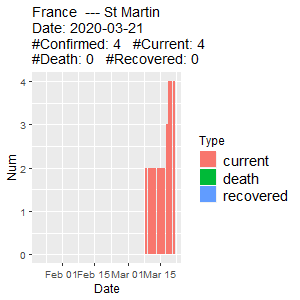 France  --- St Martin
Date: 2020-03-21
#Confirmed: 4   #Current: 4
#Death: 0   #Recovered: 0
4
3
2
1
0
Num
Feb 01 Feb 15 Mar 01 Mar 15
Date
Type
current
death
recovered